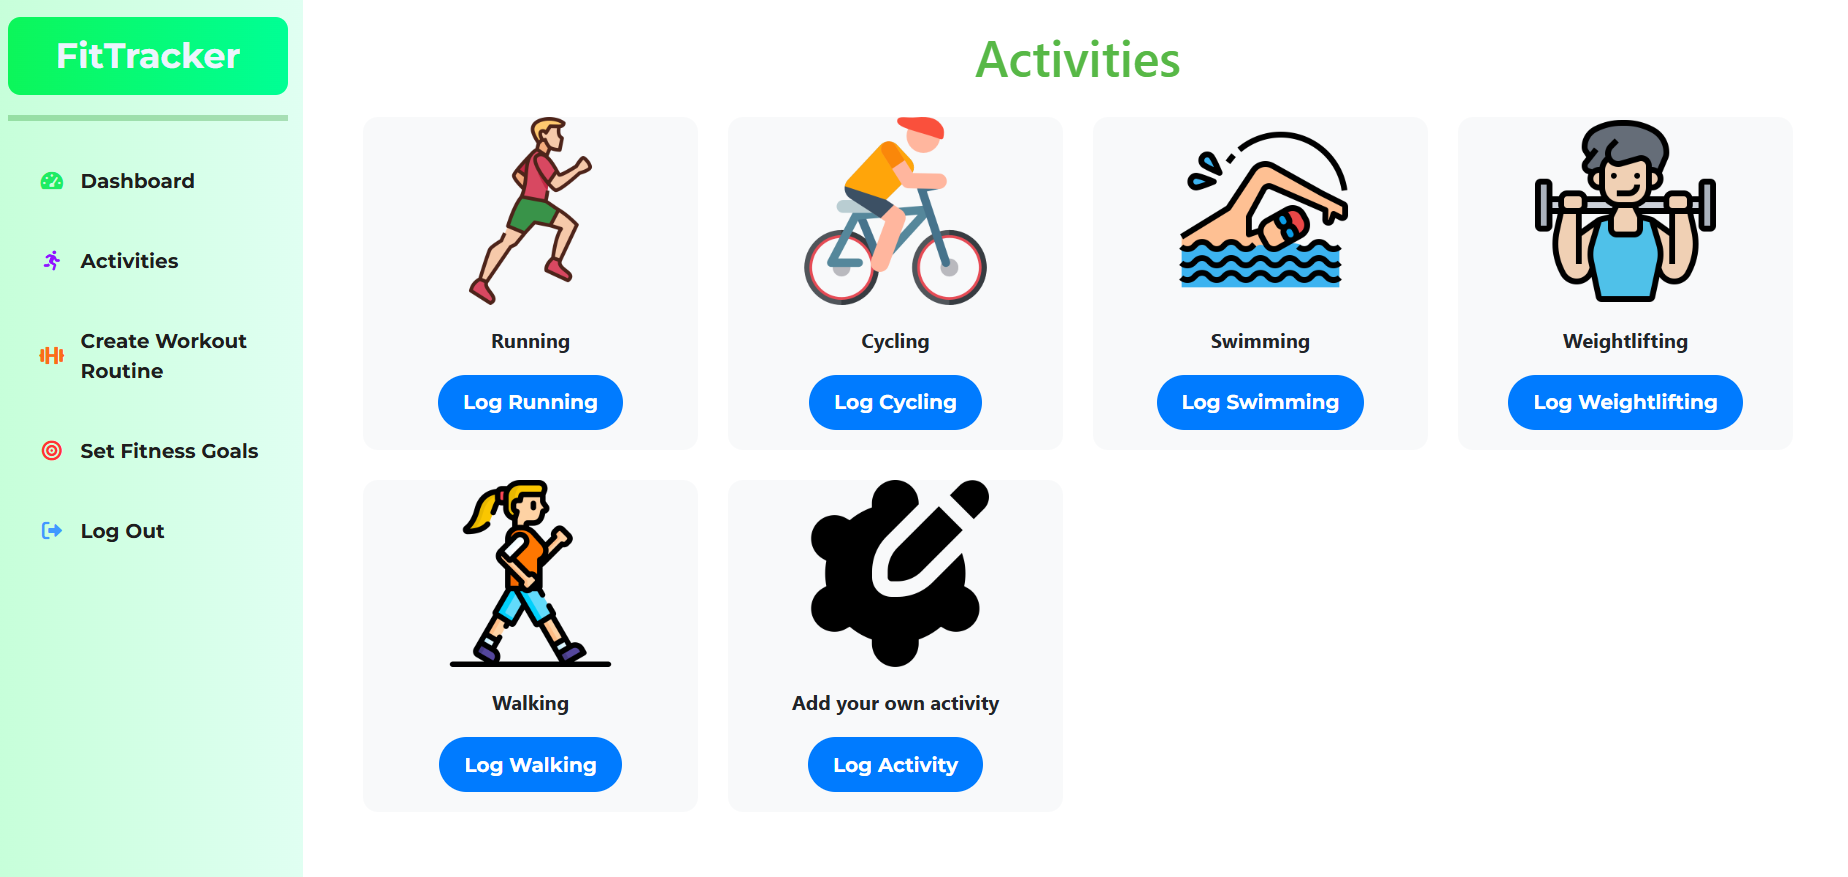 FitTracker
Dashboard
Activities
Create Workout
Routine
Set Fitness Goals
Log Out
Activities
Running
Log Running
Cycling
Log Cycling
Swimming
Log Swimming
Weightlifting
Log Weightlifting
Walking
Log Walking
Add your own activity
Log Activity